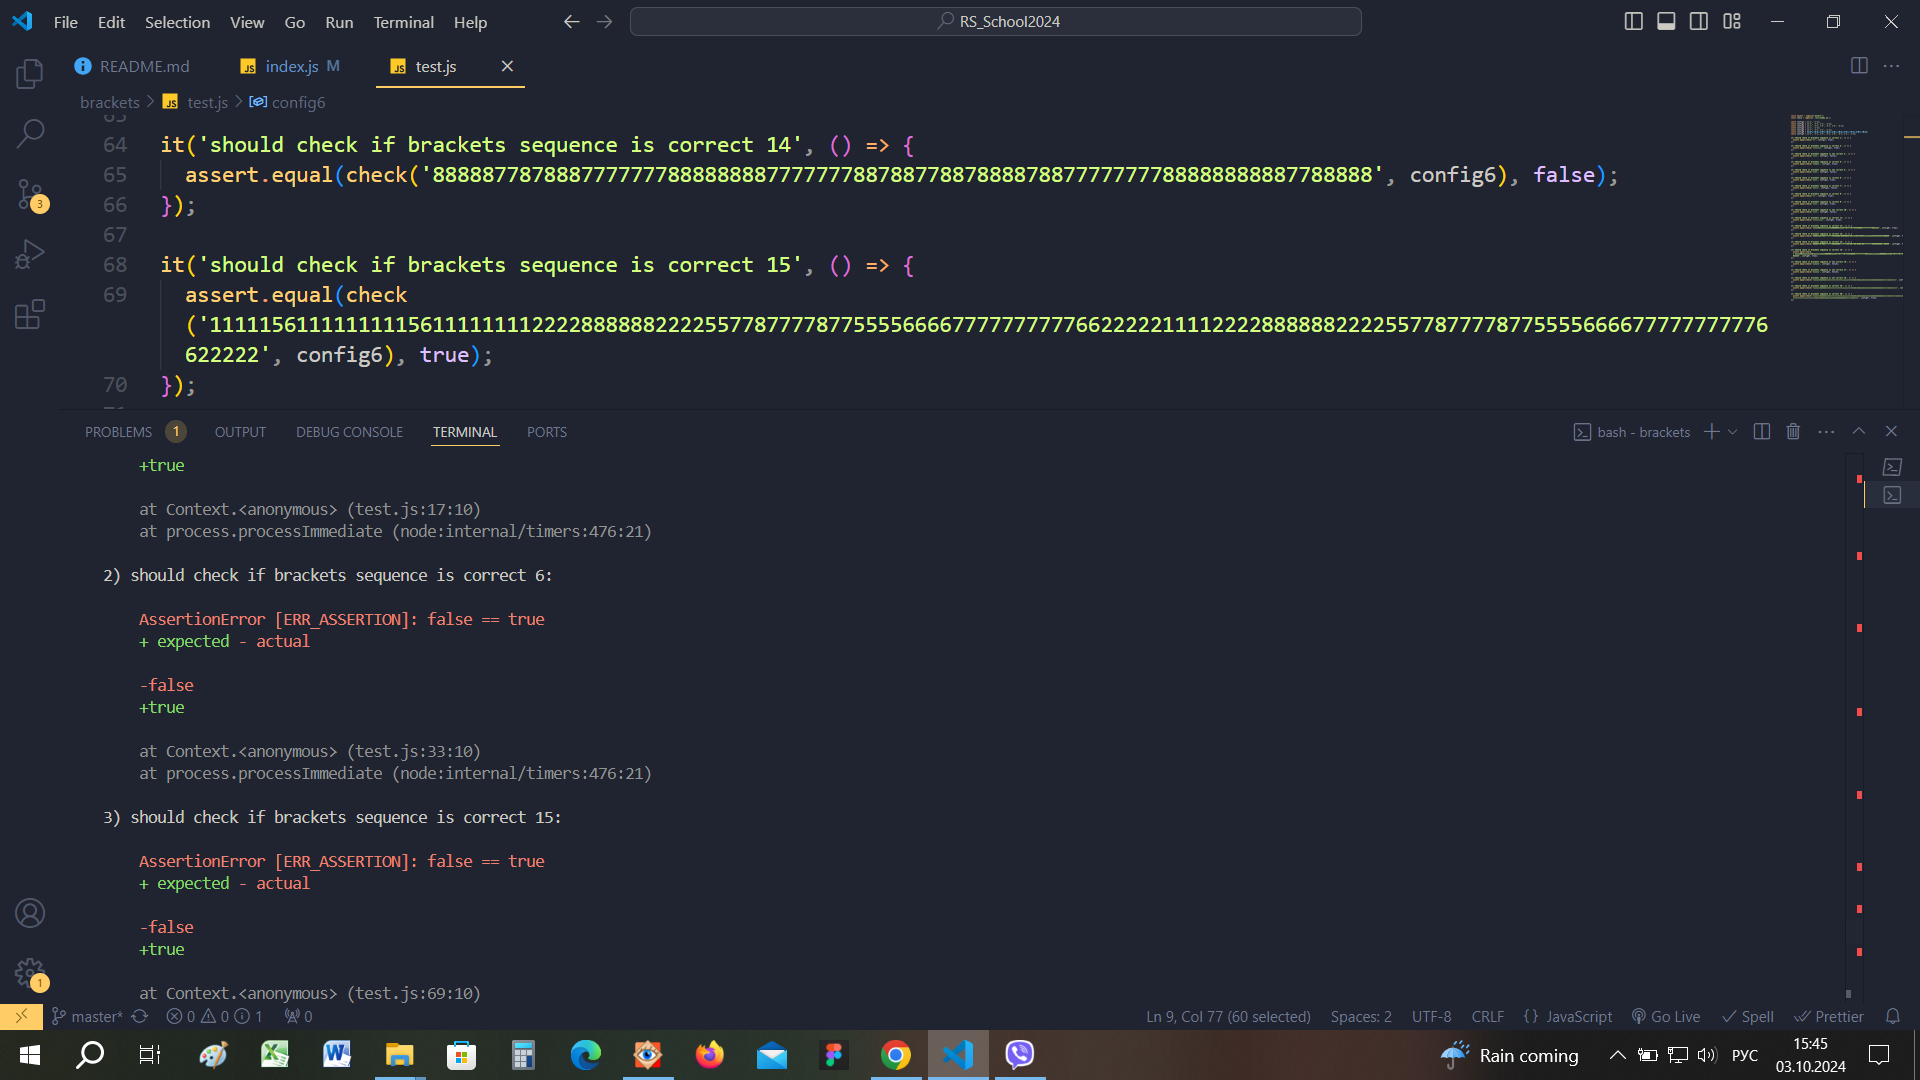 File Edit Selection View Go Run Terminal Help
RS_School2024
README.md
index.js M
test.js
brackets > test.js > config6
64 it('should check if brackets sequence is correct 14', () => {
65 assert.equal(check('8888877878887777777888888887777777887887788788887887777777788888888887788888', config6), false);
66 });
67
68 it('should check if brackets sequence is correct 15', () => {
69 assert.equal(check
('1111156111111111156111111112222888888222255778777787755556666777777777766222221111222288888822225577877778775555666677777777776
622222', config6), true);
70 });
PROBLEMS 1 OUTPUT DEBUG CONSOLE TERMINAL PORTS
bash - brackets
+true
at Context.<anonymous> (test.js:17:10)
at process.processImmediate (node:internal/timers:476:21)
2) should check if brackets sequence is correct 6:
AssertionError [ERR_ASSERTION]: false == true
+ expected - actual
-false
+true
at Context.<anonymous> (test.js:33:10)
at process.processImmediate (node:internal/timers:476:21)
3) should check if brackets sequence is correct 15:
AssertionError [ERR_ASSERTION]: false == true
+ expected - actual
-false
+true
at Context.<anonymous> (test.js:69:10)
3
1
master* 0 0 1 0
Ln 9, Col 77 (60 selected) Spaces: 2 UTF-8 CRLF {} JavaScript Go Live Spell Prettier
Rain coming
РУС
15:45
03.10.2024